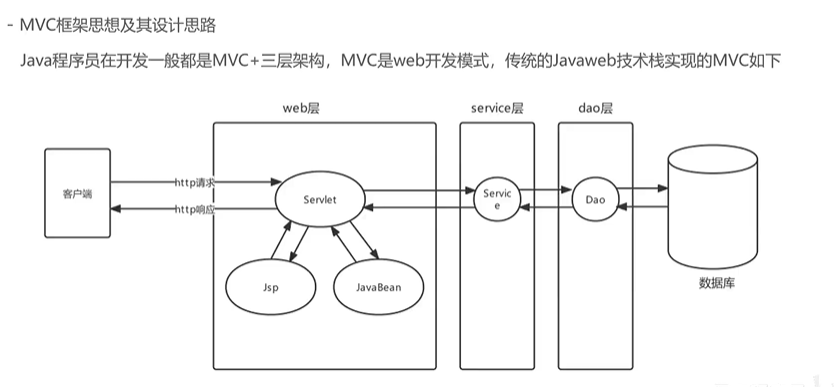 - MVC框架思想及其设计思路
Java程序员在开发一般都是MVC+三层架构，MVC是web开发模式，传统的Javaweb技术栈实现的MVC如下
web层
service层
dao层
客户端
http请求
http响应
Servlet
Jsp
JavaBean
Servic
e
Dao
数据库